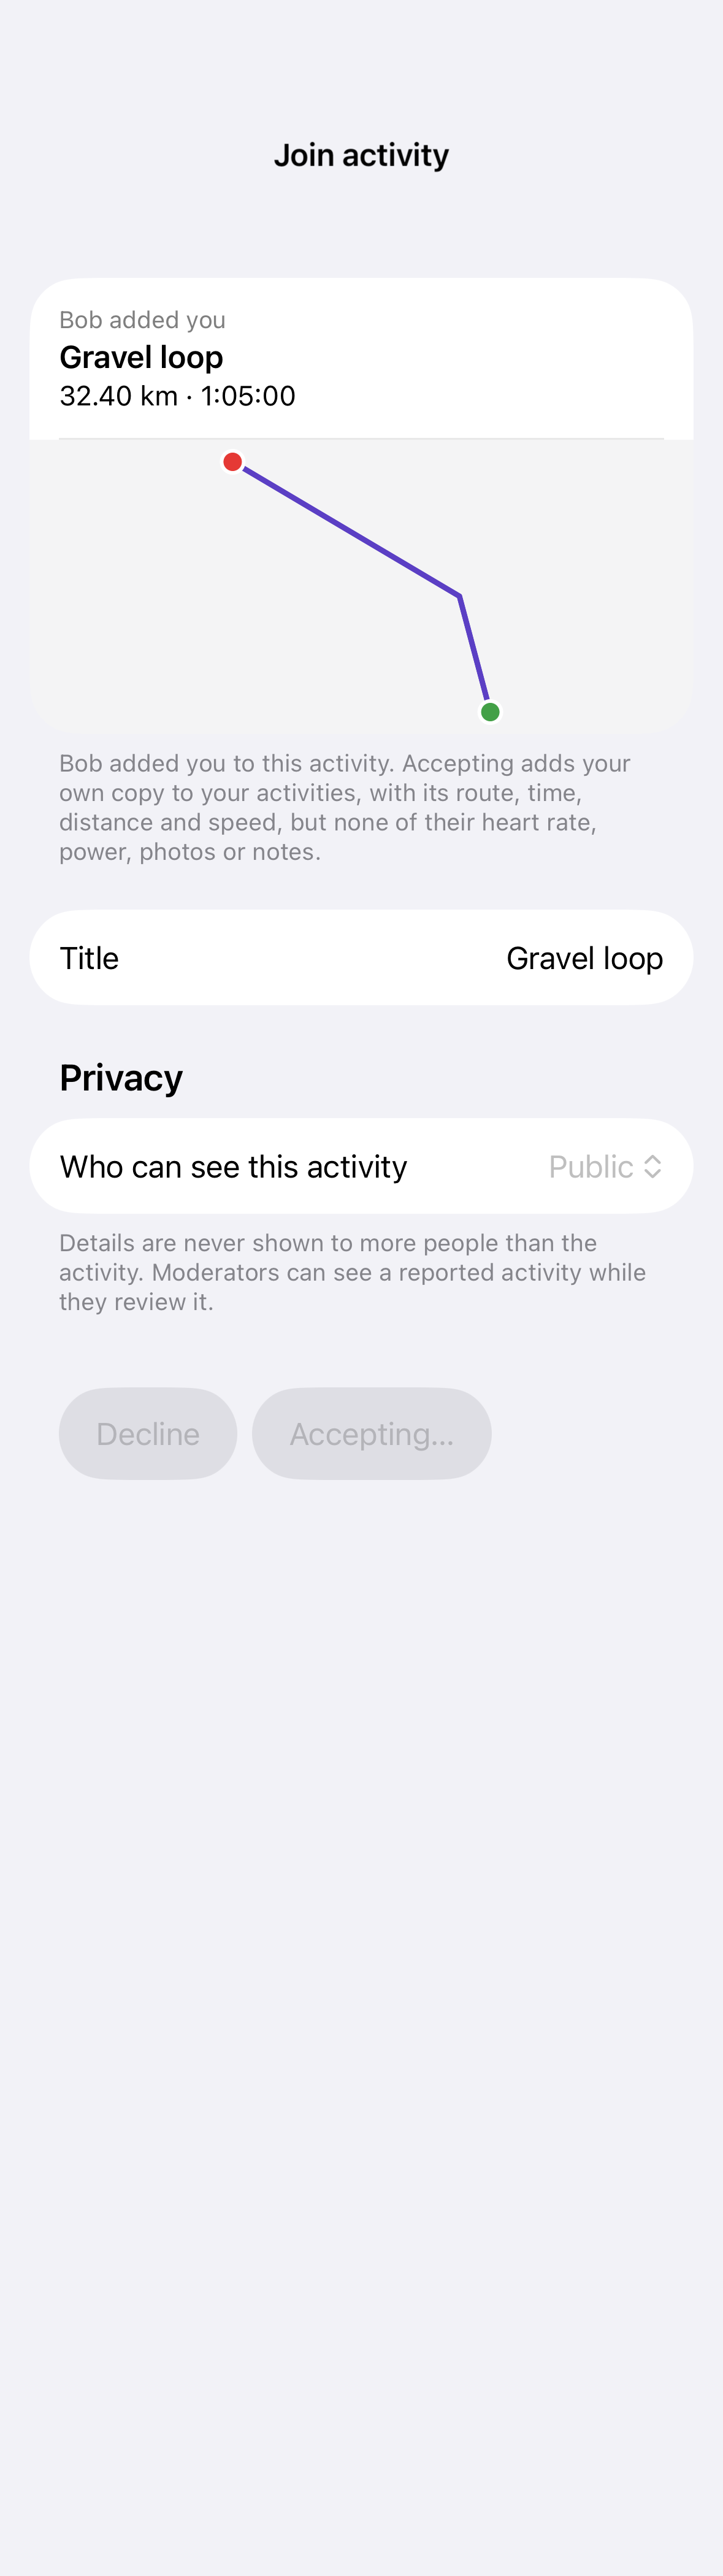 Join activity
Bob added you
Gravel loop
32.40 km · 1:05:00
Bob added you to this activity. Accepting adds your
own copy to your activities, with its route, time,
distance and speed, but none of their heart rate,
power, photos or notes.
Title Gravel loop
Privacy
Who can see this activity Public
Details are never shown to more people than the
activity. Moderators can see a reported activity while
they review it.
Decline Accepting...